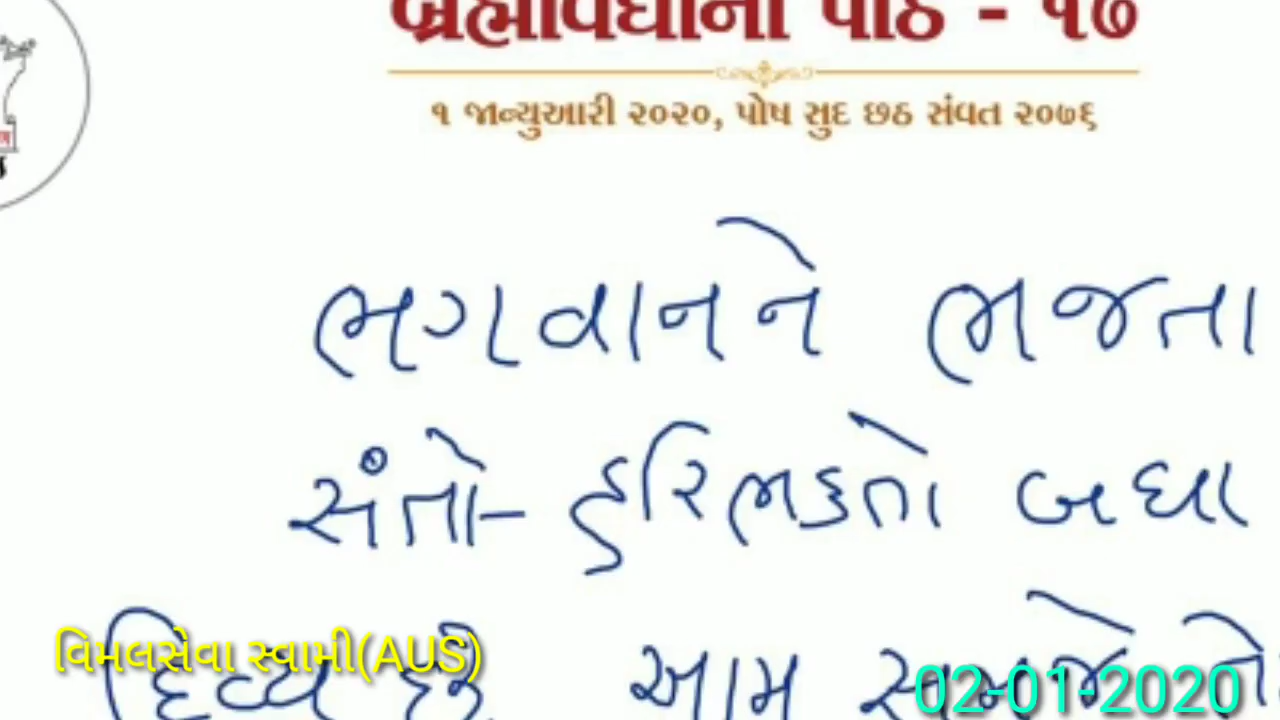 બ્રહ્મવિદ્યાનો પાઠ - ૧૭
૧ જાન્યુઆરી ૨૦૨૦, પોષ સુદ છઠ સંવત ૨૦૭૬
ભગવાનને ભજતા
સંતો-હરિભક્તો બધા
દિવ્ય છે આમ સમજે તો
વિમલસેવા સ્વામી(AUS)
02-01-2020